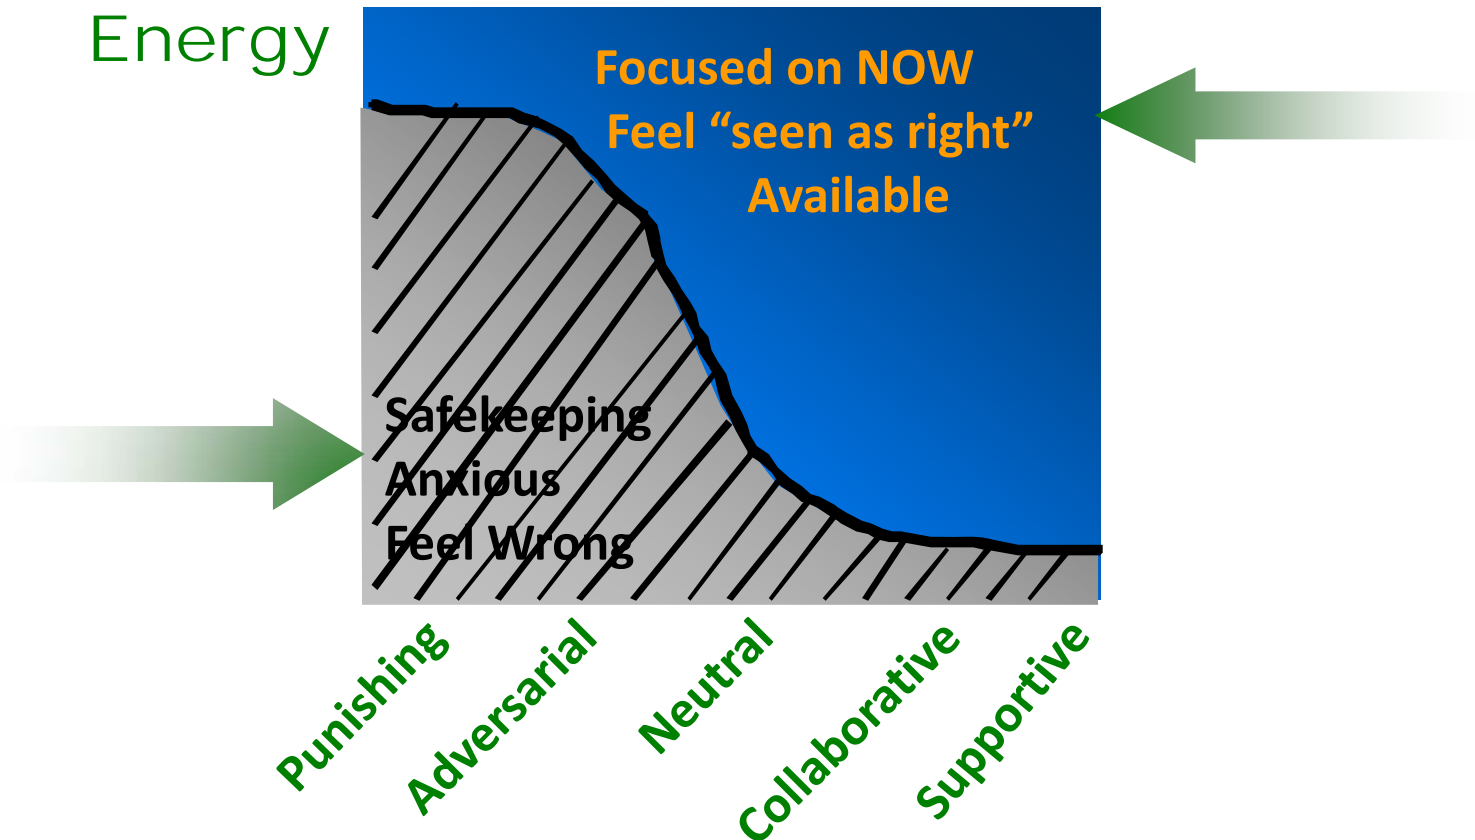 Energy
Focused on NOW
Feel “seen as right”
Available
Safekeeping
Anxious
Feel Wrong
Punishing
Adversarial
Neutral
Collaborative
Supportive